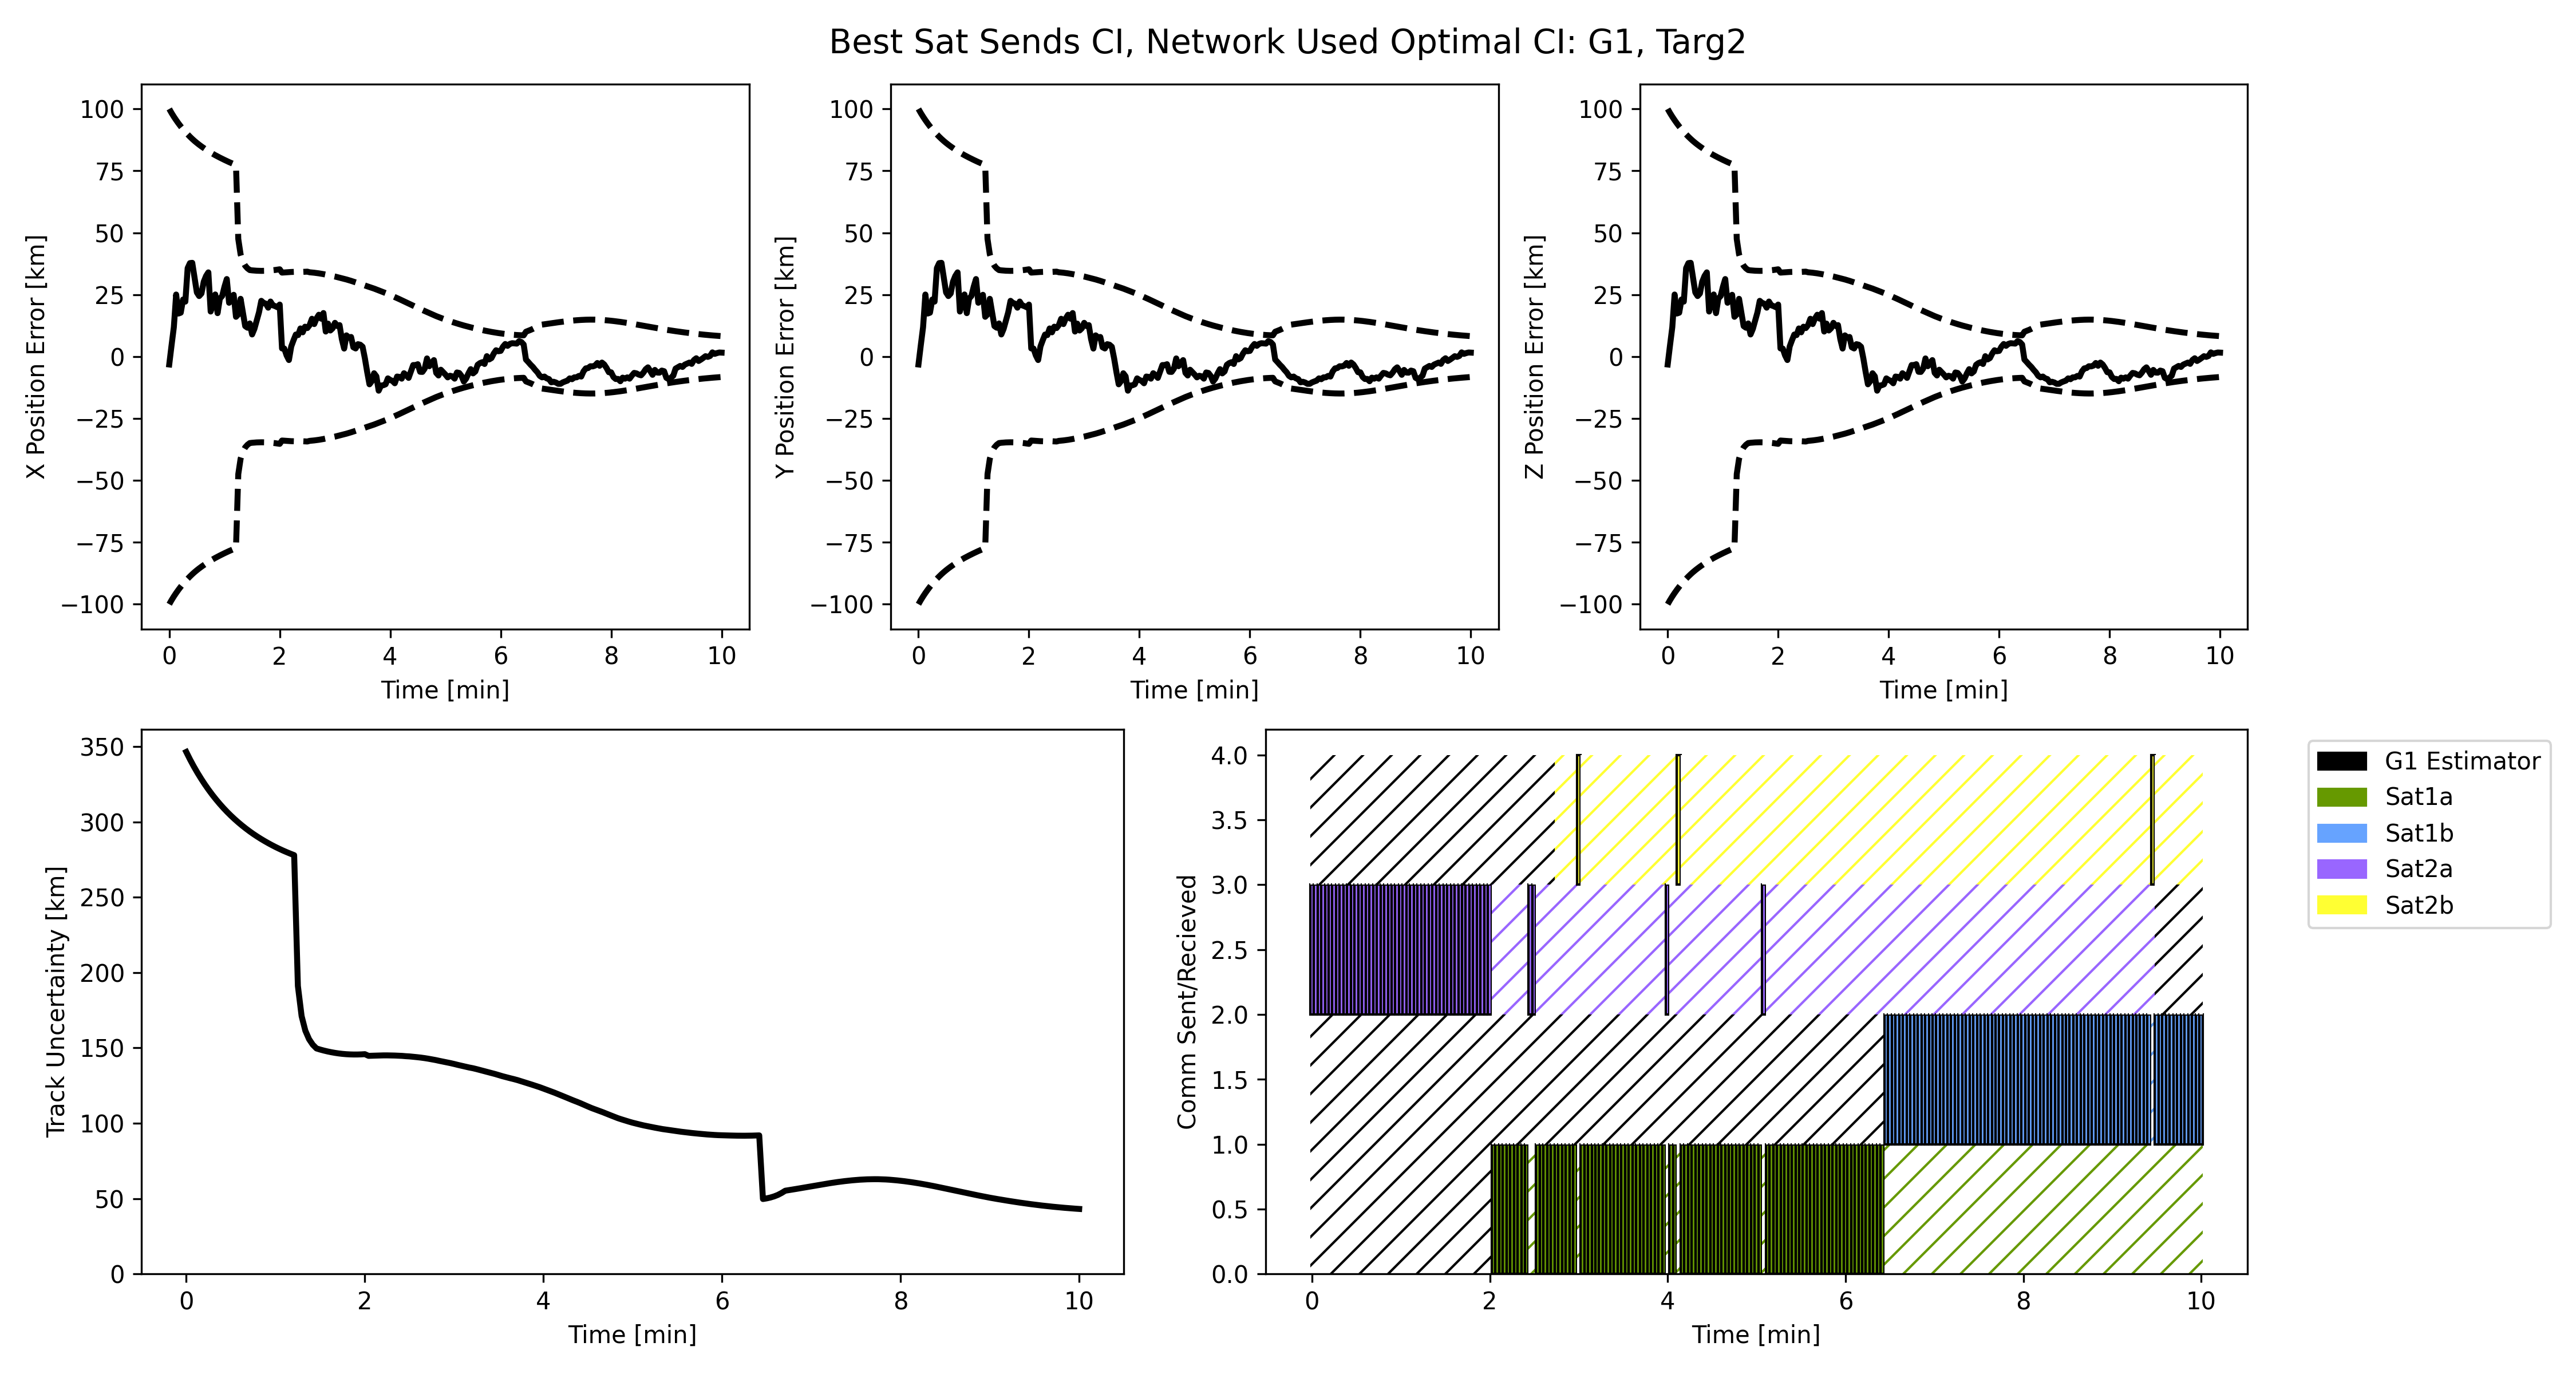 Best Sat Sends CI, Network Used Optimal CI: G1, Targ2
X Position Error [km]
100
75
50
25
0
−25
−50
−75
−100
0 2 4 6 8 10
Time [min]
Y Position Error [km]
100
75
50
25
0
−25
−50
−75
−100
0 2 4 6 8 10
Time [min]
Z Position Error [km]
100
75
50
25
0
−25
−50
−75
−100
0 2 4 6 8 10
Time [min]
Track Uncertainty [km]
350
300
250
200
150
100
50
0
0 2 4 6 8 10
Time [min]
Comm Sent/Recieved
4.0
3.5
3.0
2.5
2.0
1.5
1.0
0.5
0.0
0 2 4 6 8 10
Time [min]
G1 Estimator
Sat1a
Sat1b
Sat2a
Sat2b